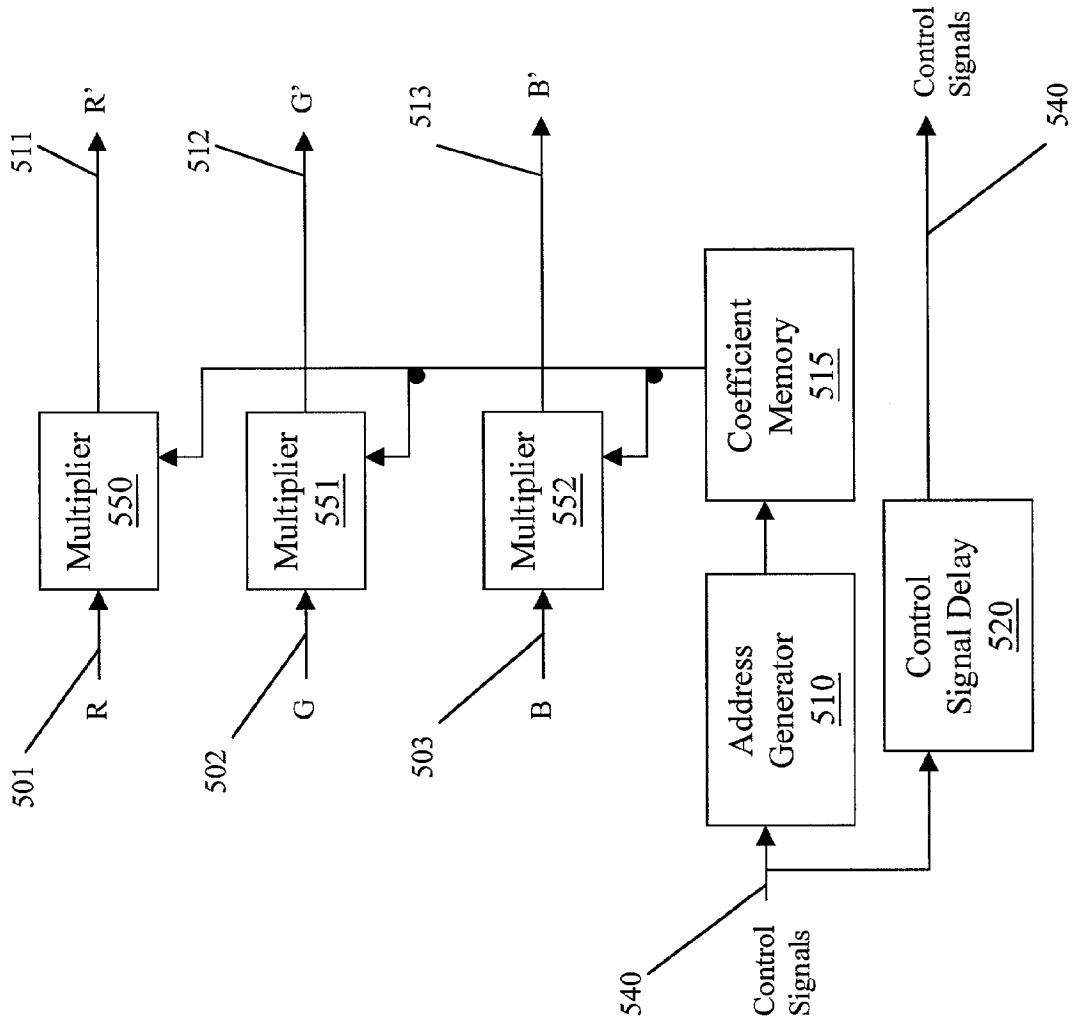 501
R
Multiplier
550
511
R’
502
G
Multiplier
551
512
G’
503
B
Multiplier
552
513
B’
540
Control
Signals
Address
Generator
510
Coefficient
Memory
515
Control
Signal Delay
520
Control
Signals
540